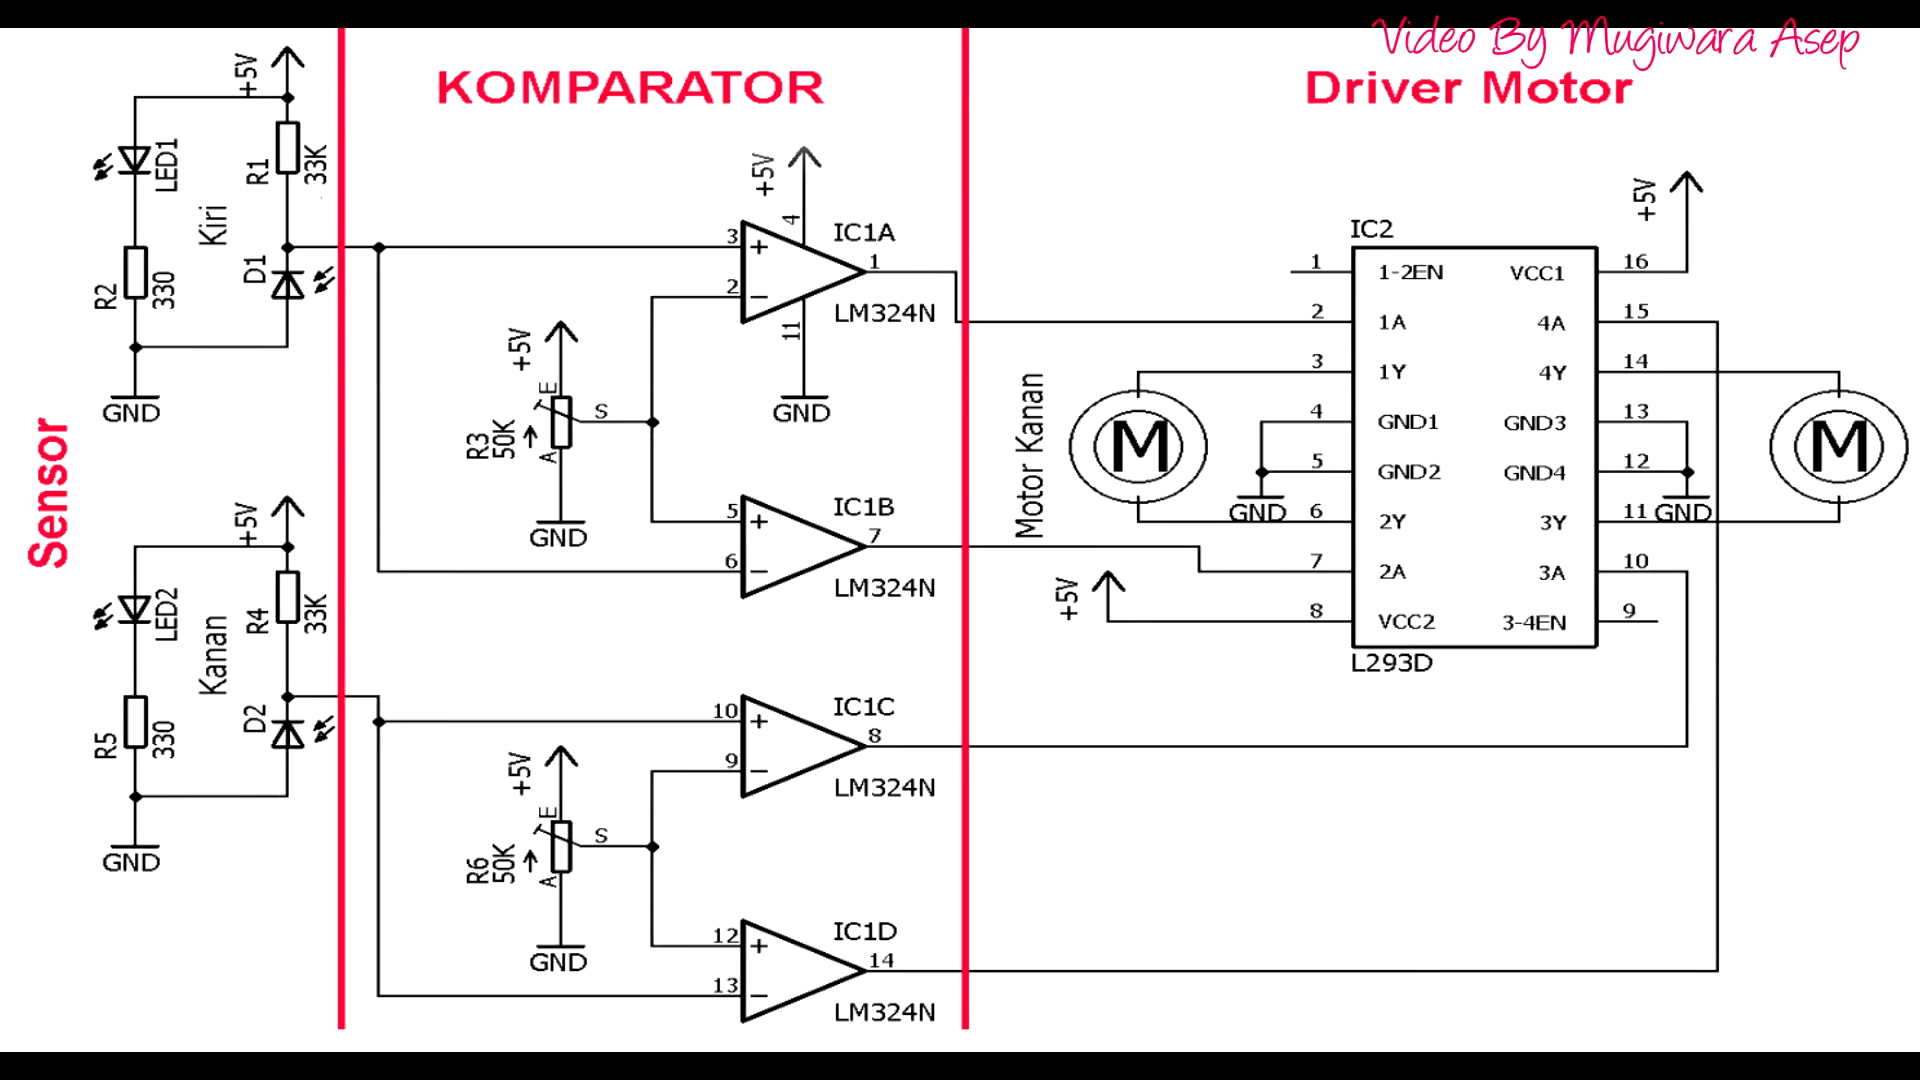 Video By Mugiwara Asep
KOMPARATOR
Driver Motor
Sensor
+5V
LED1
R1
33K
Kiri
R2
330
D1
GND
+5V
LED2
R4
33K
Kanan
R5
330
D2
GND
+5V
4
3
+
IC1A
1
2
−
LM324N
11
GND
+5V
E
S
R3
50K
A
GND
5
+
IC1B
7
6
−
LM324N
10
+
IC1C
8
9
−
LM324N
+5V
E
S
R6
50K
A
GND
12
+
IC1D
14
13
−
LM324N
Motor Kanan
M
GND
+5V
IC2
+5V
1 1-2EN VCC1 16
2 1A 4A 15
3 1Y 4Y 14
4 GND1 GND3 13
5 GND2 GND4 12
6 2Y 3Y 11
7 2A 3A 10
8 VCC2 3-4EN 9
L293D
GND
M